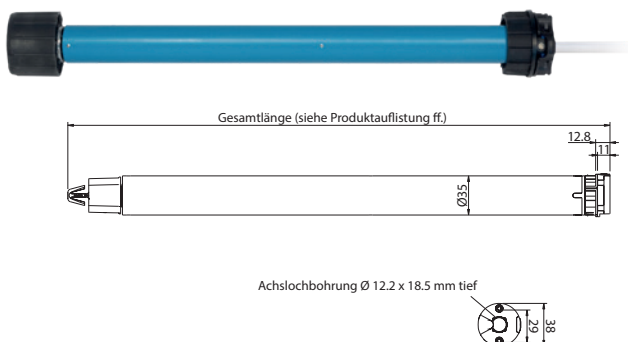 Gesamtlänge (siehe Produktauflistung ff.)
12.8
11
Ø35
Achslochbohrung Ø 12.2 x 18.5 mm tief
29
38